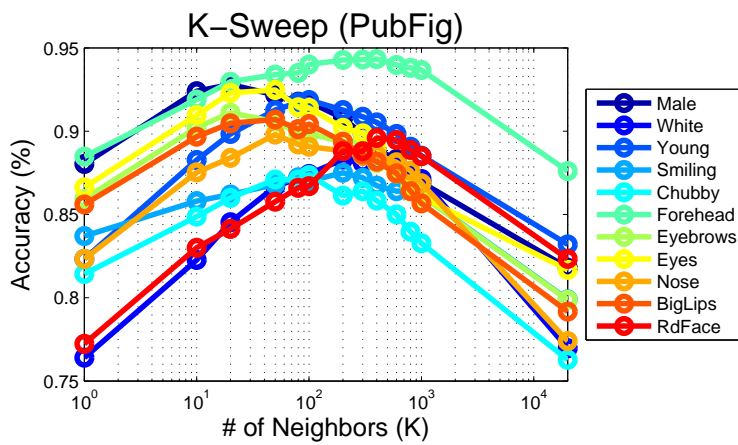 K−Sweep (PubFig)
0.95
0.9
0.85
0.8
0.75
Accuracy (%)
10^0 10^1 10^2 10^3 10^4
# of Neighbors (K)
Male
White
Young
Smiling
Chubby
Forehead
Eyebrows
Eyes
Nose
BigLips
RdFace